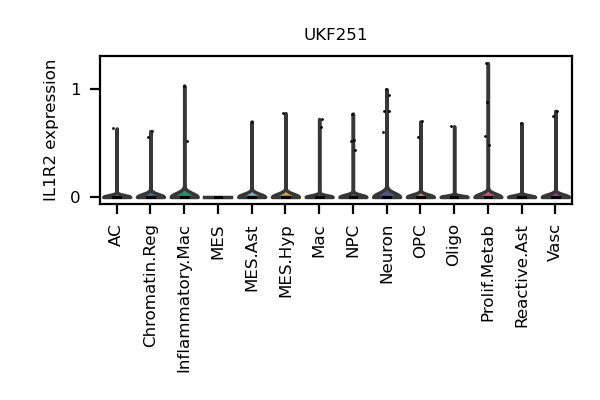 UKF251
IL1R2 expression
1
0
AC
Chromatin.Reg
Inflammatory.Mac
MES
MES.Ast
MES.Hyp
Mac
NPC
Neuron
OPC
Oligo
Prolif.Metab
Reactive.Ast
Vasc